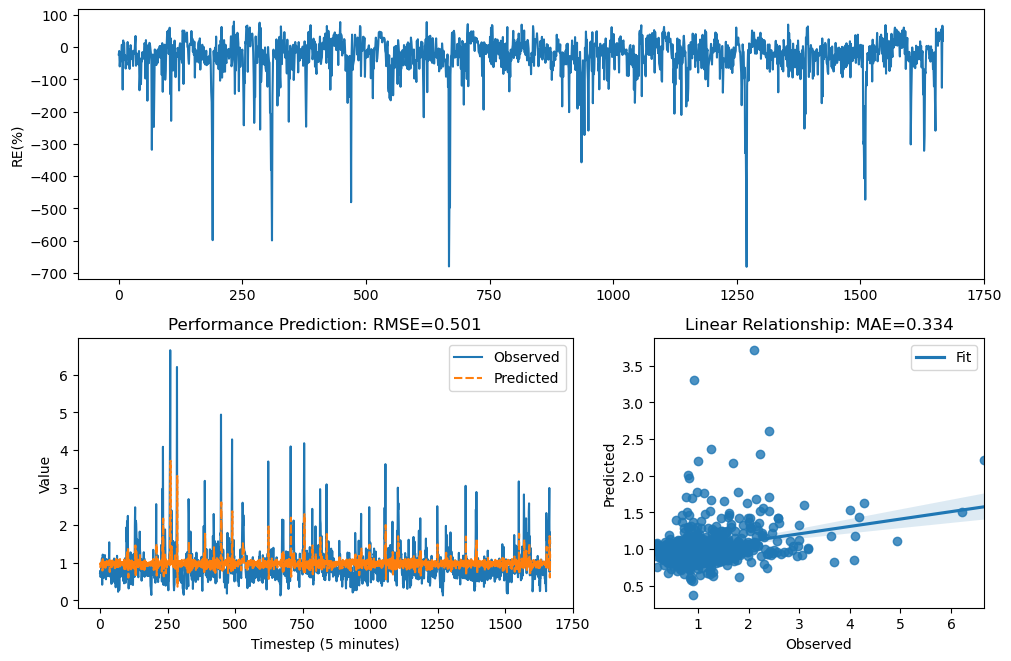 100
0
−100
−200
−300
−400
−500
−600
−700
RE(%)
0 250 500 750 1000 1250 1500 1750
Performance Prediction: RMSE=0.501
Observed
Predicted
6
5
4
3
2
1
0
Value
0 250 500 750 1000 1250 1500 1750
Timestep (5 minutes)
Linear Relationship: MAE=0.334
Fit
3.5
3.0
2.5
2.0
1.5
1.0
0.5
Predicted
1 2 3 4 5 6
Observed